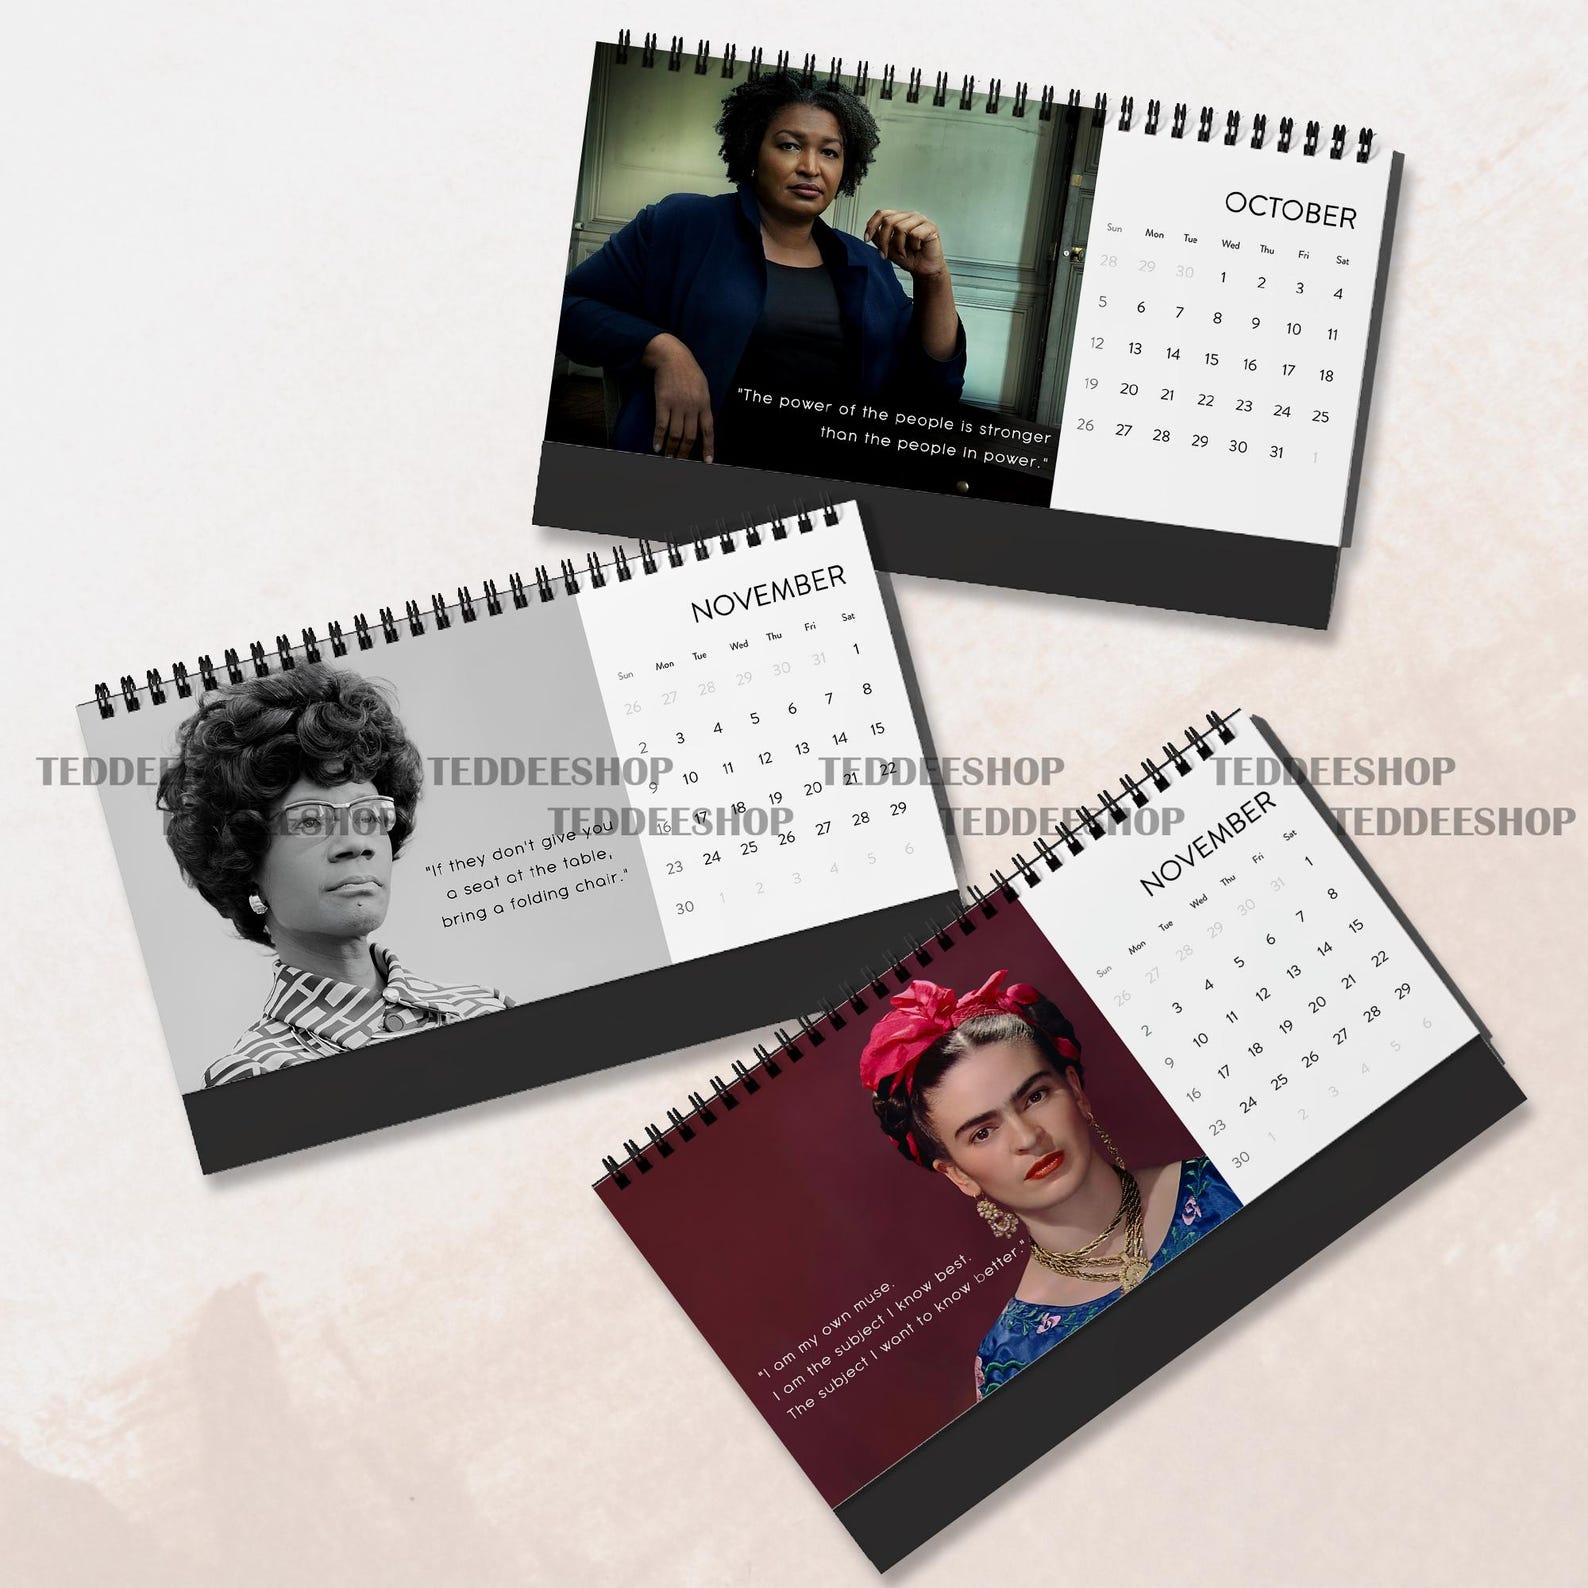 "The power of the people is stronger
than the people in power."
OCTOBER
Sun Mon Tue Wed Thu Fri Sat
28 29 30 1 2 3 4
5 6 7 8 9 10 11
12 13 14 15 16 17 18
19 20 21 22 23 24 25
26 27 28 29 30 31 1
"If they don't give you
a seat at the table,
bring a folding chair."
NOVEMBER
Sun Mon Tue Wed Thu Fri Sat
26 27 28 29 30 31 1
2 3 4 5 6 7 8
9 10 11 12 13 14 15
16 17 18 19 20 21 22
23 24 25 26 27 28 29
30 1 2 3 4 5 6
TEDDEESHOP TEDDEESHOP TEDDEESHOP TEDDEESHOP
TEDDEESHOP TEDDEESHOP TEDDEESHOP TEDDEESHOP
"I am my own muse.
I am the subject I know best.
The subject I want to know better."
NOVEMBER
Sun Mon Tue Wed Thu Fri Sat
26 27 28 29 30 31 1
2 3 4 5 6 7 8
9 10 11 12 13 14 15
16 17 18 19 20 21 22
23 24 25 26 27 28 29
30 1 2 3 4 5 6